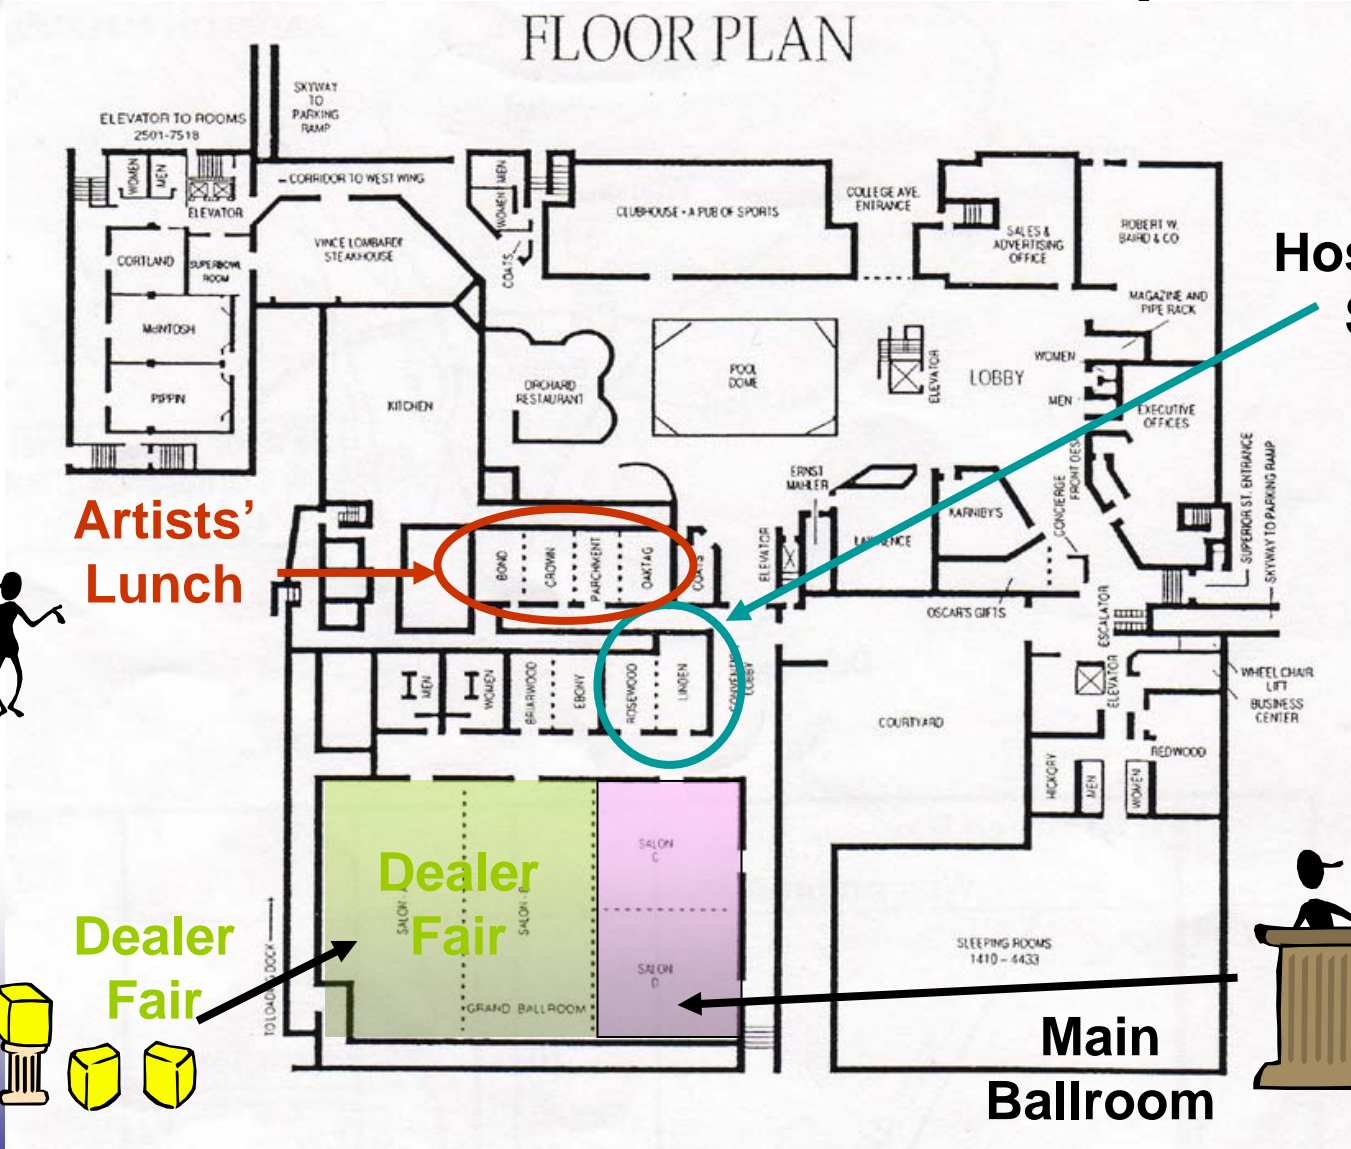 FLOOR PLAN
SKYWAY
TO
PARKING
RAMP
ELEVATOR TO ROOMS
2501-7518
WOMEN
MEN
ELEVATOR
CORRIDOR TO WEST WING
WOMEN
MEN
COATS
CLUBHOUSE • A PUB OF SPORTS
COLLEGE AVE.
ENTRANCE
SALES &
ADVERTISING
OFFICE
ROBERT W.
BAIRD & CO
VINCE LOMBARDI
STEAKHOUSE
CORTLAND
SUPERBOWL
ROOM
McINTOSH
PIPPIN
KITCHEN
ORCHARD
RESTAURANT
POOL
DOME
ELEVATOR
LOBBY
MAGAZINE AND
PIPE RACK
WOMEN
MEN
EXECUTIVE
OFFICES
Artists’
Lunch
BOND
CROWN
PARCHMENT
OAKTAG
COATS
ELEVATOR
ERNST
MAHLER
KARNIBY'S
CONCIERGE
SUPERIOR ST. ENTRANCE
SKYWAY TO PARKING RAMP
OSCAR'S GIFTS
ESCALATOR
ELEVATOR
WHEEL CHAIR
LIFT
BUSINESS
CENTER
MEN
WOMEN
BRIARWOOD
EBONY
ROSEWOOD
LINDEN
LOBBY
COURTYARD
REDWOOD
HICKORY
MEN
WOMEN
Dealer
Fair
SALON
C
SALON
D
GRAND BALLROOM
SALON - B
Dealer
Fair
TO LOADING DOCK
SLEEPING ROOMS
1410 - 4433
Main
Ballroom